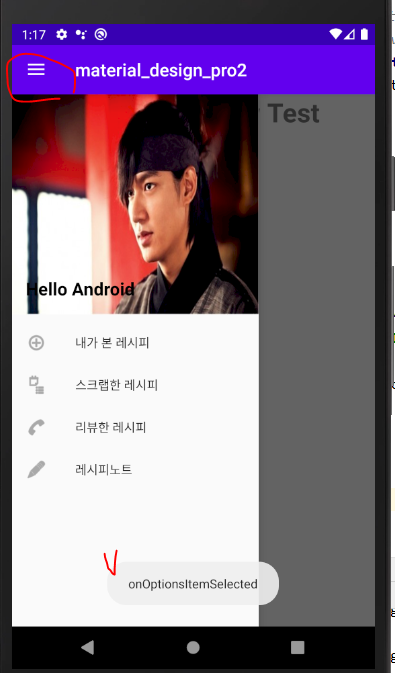 1:17
material_design_pro2
Test
Hello Android
내가 본 레시피
스크랩한 레시피
리뷰한 레시피
레시피노트
onOptionsItemSelected